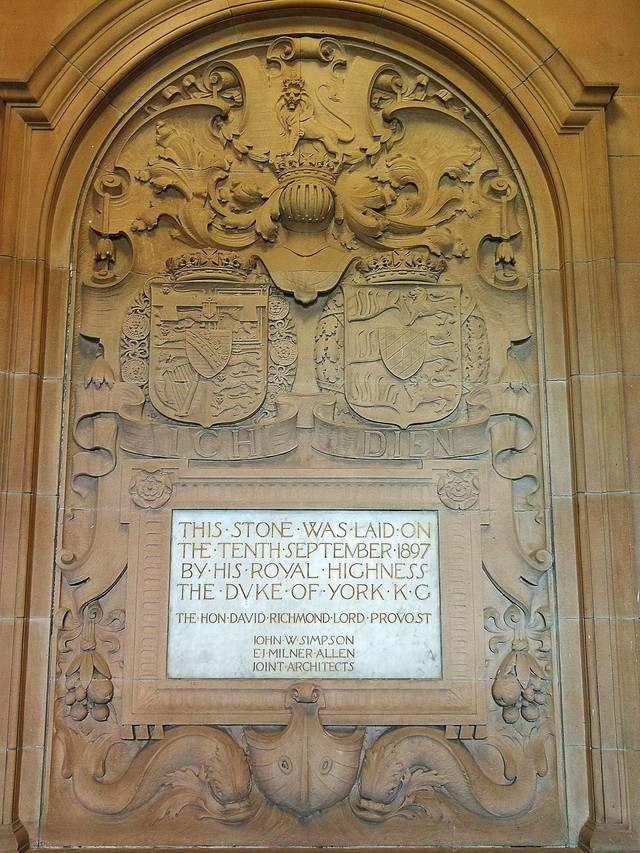 ICH DIEN
THIS·STONE·WAS·LAID·ON
THE·TENTH·SEPTEMBER·1897
BY·HIS·ROYAL·HIGHNESS
THE·DVKE·OF·YORK·K·G
THE·HON·DAVID·RICHMOND·LORD·PROVOST
JOHN·W·SIMPSON
E·J·MILNER·ALLEN
JOINT·ARCHITECTS